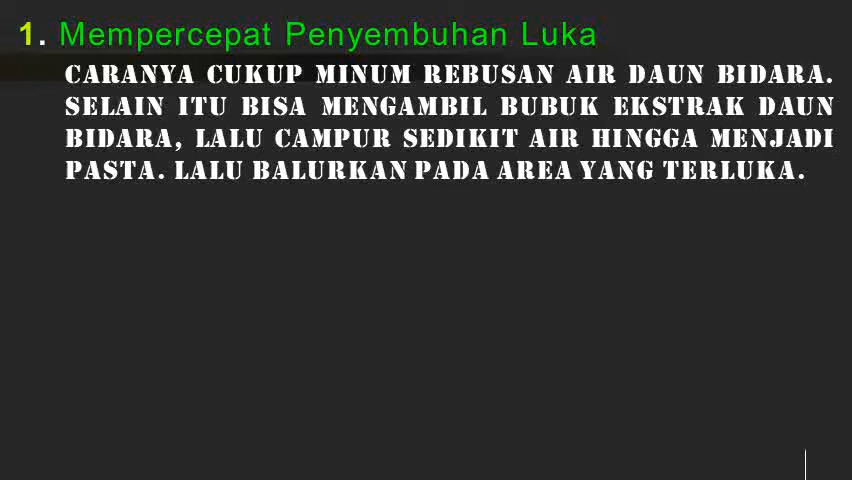 1. Mempercepat Penyembuhan Luka
CARANYA CUKUP MINUM REBUSAN AIR DAUN BIDARA.
SELAIN ITU BISA MENGAMBIL BUBUK EKSTRAK DAUN
BIDARA, LALU CAMPUR SEDIKIT AIR HINGGA MENJADI
PASTA. LALU BALURKAN PADA AREA YANG TERLUKA.